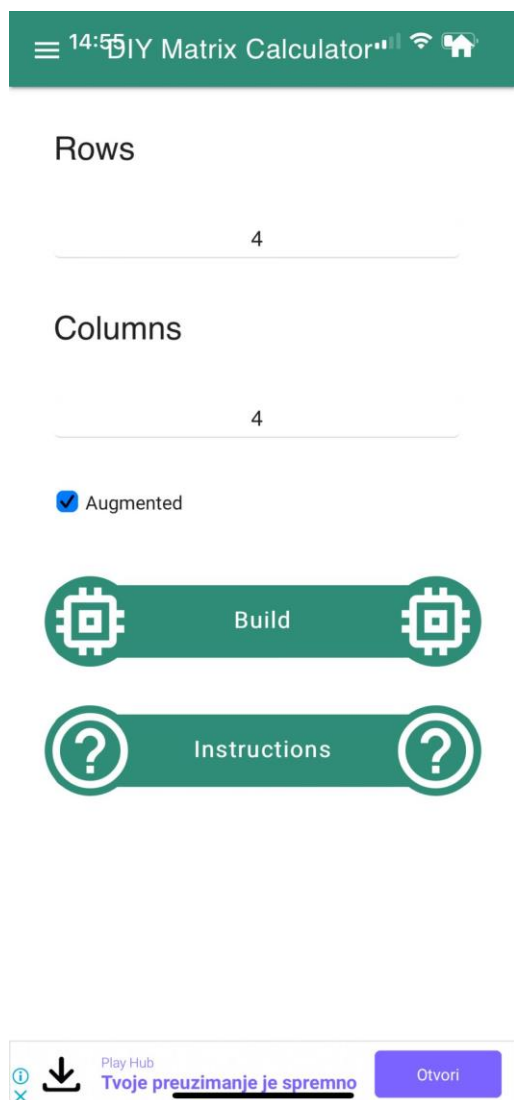 14:55
DIY Matrix Calculator
Rows
4
Columns
4
Augmented
Build
Instructions
Play Hub
Tvoje preuzimanje je spremno
Otvori